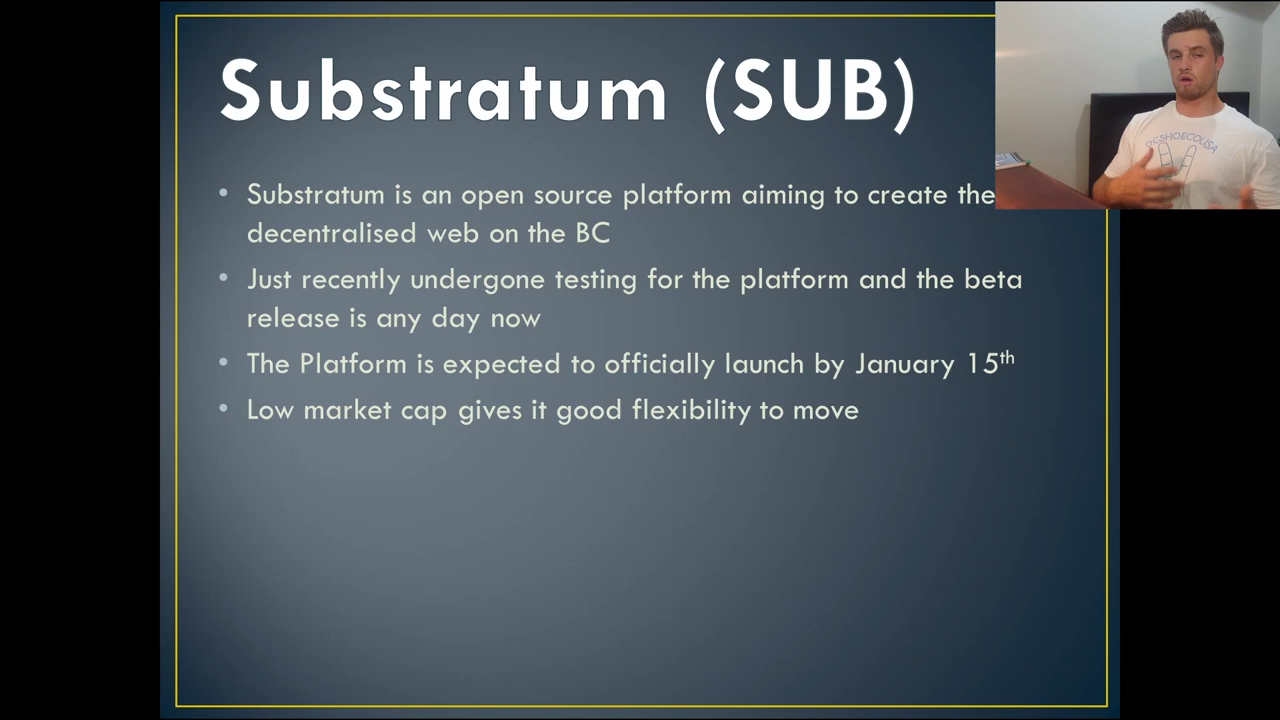 Substratum (SUB)
• Substratum is an open source platform aiming to create the
decentralised web on the BC
• Just recently undergone testing for the platform and the beta
release is any day now
• The Platform is expected to officially launch by January 15th
• Low market cap gives it good flexibility to move